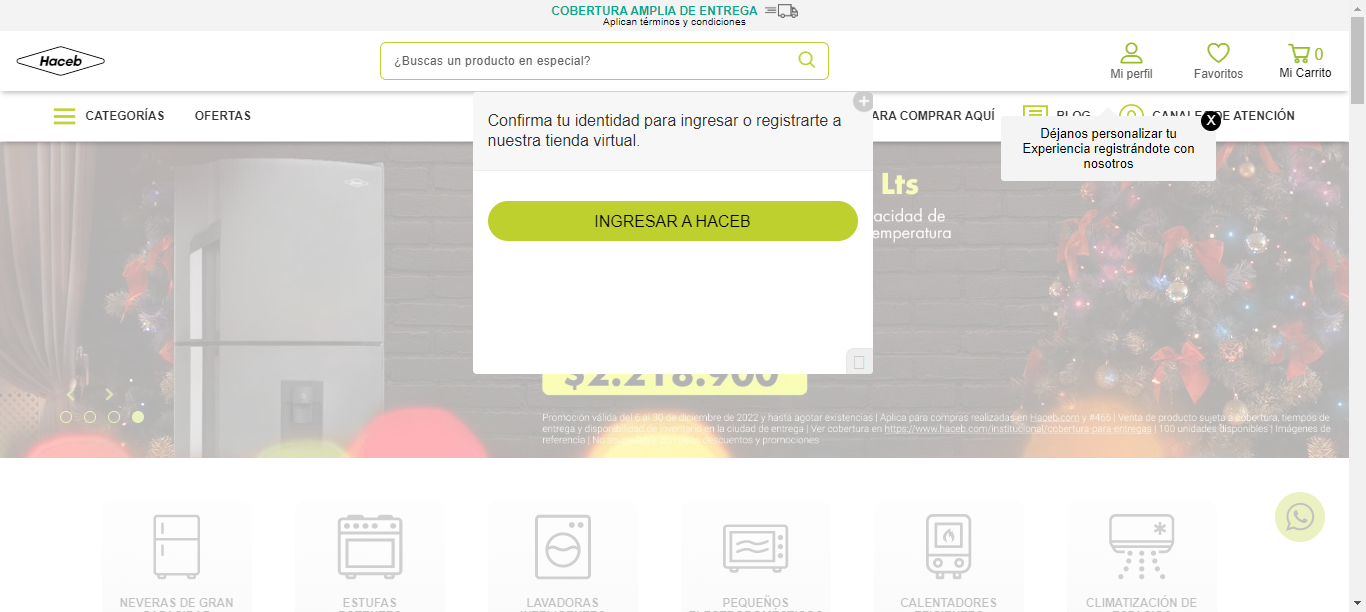 COBERTURA AMPLIA DE ENTREGA
Aplican términos y condiciones
Haceb
¿Buscas un producto en especial?
Mi perfil
Favoritos
0
Mi Carrito
CATEGORÍAS
OFERTAS
ARA COMPRAR AQUÍ
BLOG
CANALES DE ATENCIÓN
Confirma tu identidad para ingresar o registrarte a
nuestra tienda virtual.
INGRESAR A HACEB
X
Déjanos personalizar tu
Experiencia registrándote con
nosotros
Lts
acidad de
emperatura
$2.218.900
Promoción válida del 6 al 30 de diciembre de 2022 y hasta agotar existencias | Aplica para compras realizadas en Haceb.com y #466 | Venta de producto sujeta a cobertura, tiempos de
entrega y disponibilidad de inventario en la ciudad de entrega | Ver cobertura en https://www.haceb.com/institucional/cobertura-para-entregas | 100 unidades disponibles | Imágenes de
referencia | No acumulable con otros descuentos y promociones
NEVERAS DE GRAN
ESTUFAS
LAVADORAS
PEQUEÑOS
CALENTADORES
CLIMATIZACIÓN DE